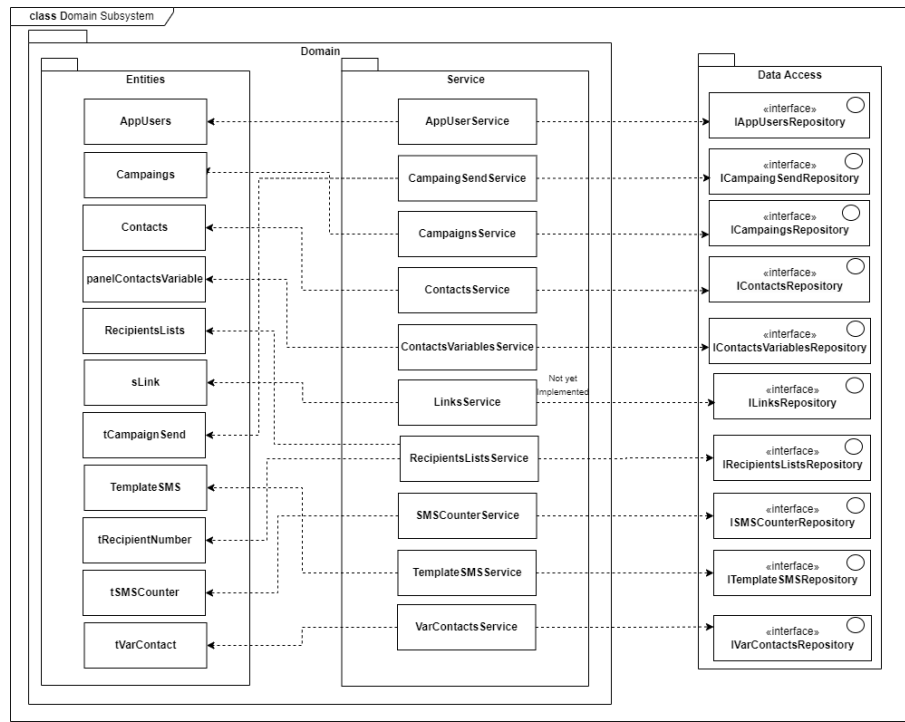 class Domain Subsystem
Domain
Entities
AppUsers
Campaings
Contacts
panelContactsVariable
RecipientsLists
sLink
tCampaignSend
TemplateSMS
tRecipientNumber
tSMSCounter
tVarContact
Service
AppUserService
CampaingSendService
CampaignsService
ContactsService
ContactsVariablesService
LinksService
Not yet
Implemented
RecipientsListsService
SMSCounterService
TemplateSMSService
VarContactsService
Data Access
«interface»
IAppUsersRepository
«interface»
ICampaingSendRepository
«interface»
ICampaingsRepository
«interface»
IContactsRepository
«interface»
IContactsVariablesRepository
«interface»
ILinksRepository
«interface»
IRecipientsListsRepository
«interface»
ISMSCounterRepository
«interface»
ITemplateSMSRepository
«interface»
IVarContactsRepository